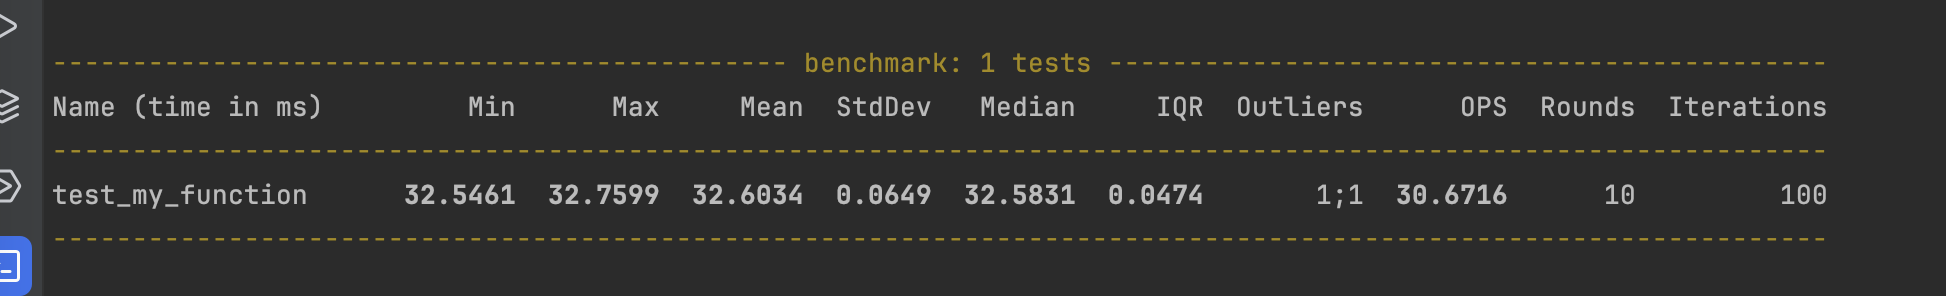 ------------------------------------------------ benchmark: 1 tests -----------------------------------------------
Name (time in ms)         Min      Max     Mean  StdDev   Median     IQR  Outliers      OPS  Rounds  Iterations
---------------------------------------------------------------------------------------------------------------
test_my_function      32.5461  32.7599  32.6034  0.0649  32.5831  0.0474       1;1  30.6716      10         100
---------------------------------------------------------------------------------------------------------------